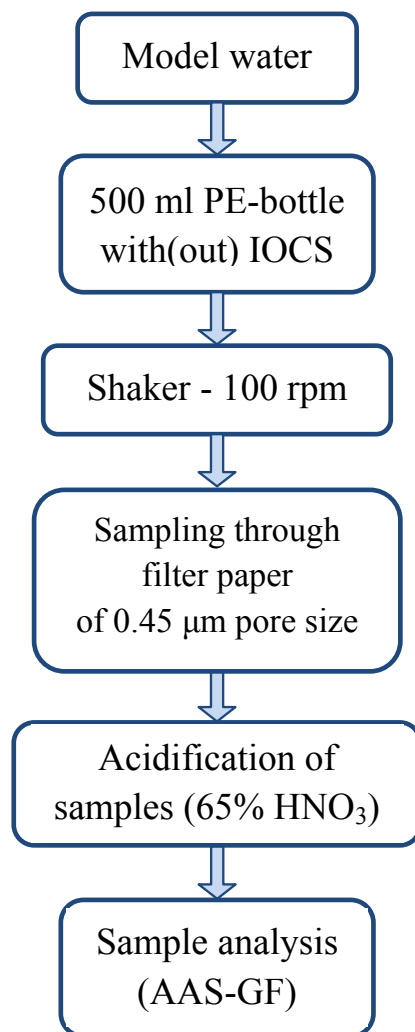 Model water
500 ml PE-bottle
with(out) IOCS
Shaker - 100 rpm
Sampling through
filter paper
of 0.45 μm pore size
Acidification of
samples (65% HNO₃)
Sample analysis
(AAS-GF)